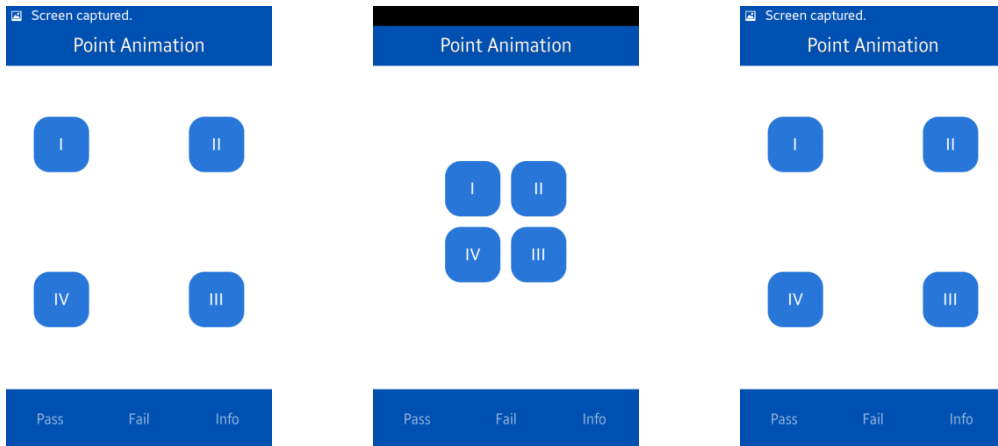 Screen captured.
Point Animation
I II
IV III
Pass Fail Info
Point Animation
I II
IV III
Pass Fail Info
Screen captured.
Point Animation
I II
IV III
Pass Fail Info